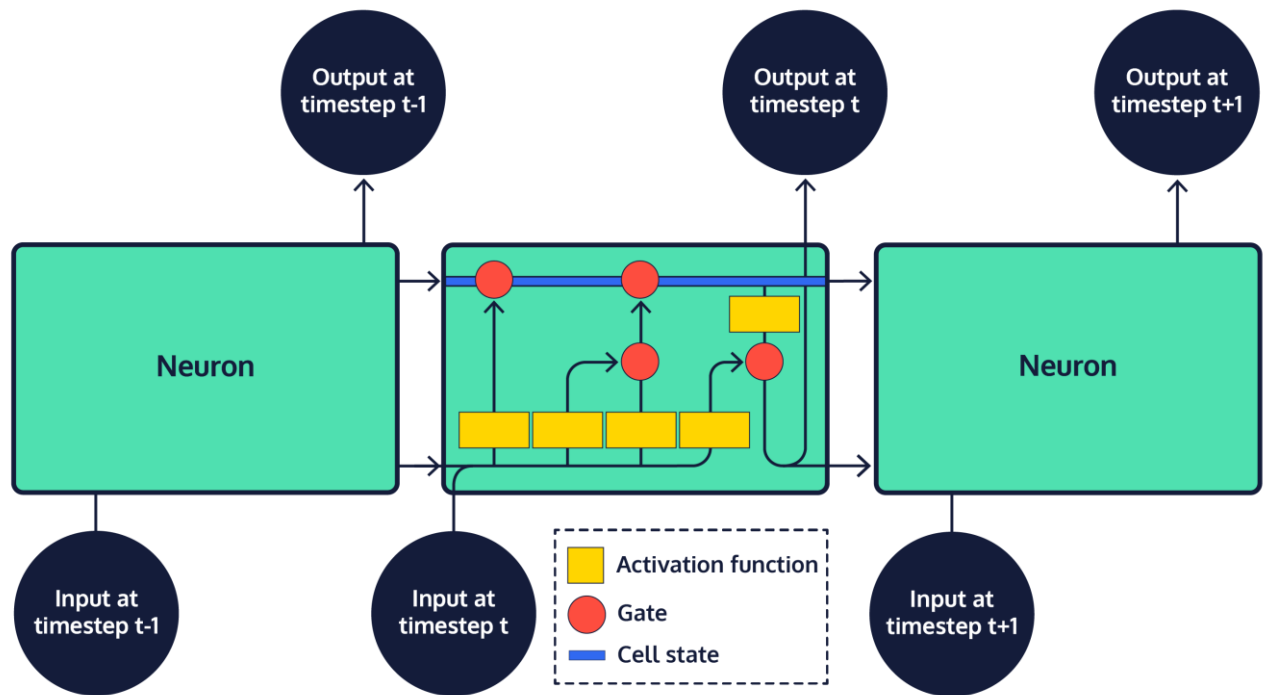 Output at
timestep t-1
Output at
timestep t
Output at
timestep t+1
Neuron
Neuron
Input at
timestep t-1
Input at
timestep t
Activation function
Gate
Cell state
Input at
timestep t+1